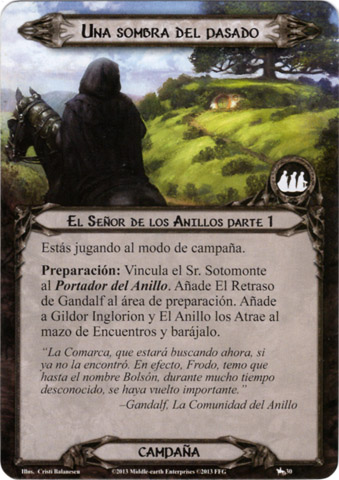 Una sombra del pasado
El Señor de los Anillos parte 1
Estás jugando al modo de campaña.
Preparación: Vincula el Sr. Sotomonte
al Portador del Anillo. Añade El Retraso
de Gandalf al área de preparación. Añade
a Gildor Inglorion y El Anillo los Atrae al
mazo de Encuentros y barájalo.
"La Comarca, que estará buscando ahora, si
ya no la encontró. En efecto, Frodo, temo que
hasta el nombre Bolsón, durante mucho tiempo
desconocido, se haya vuelto importante."
–Gandalf, La Comunidad del Anillo
CAMPAÑA
Illus. Cristi Balanescu ©2013 Middle-earth Enterprises ©2013 FFG 30